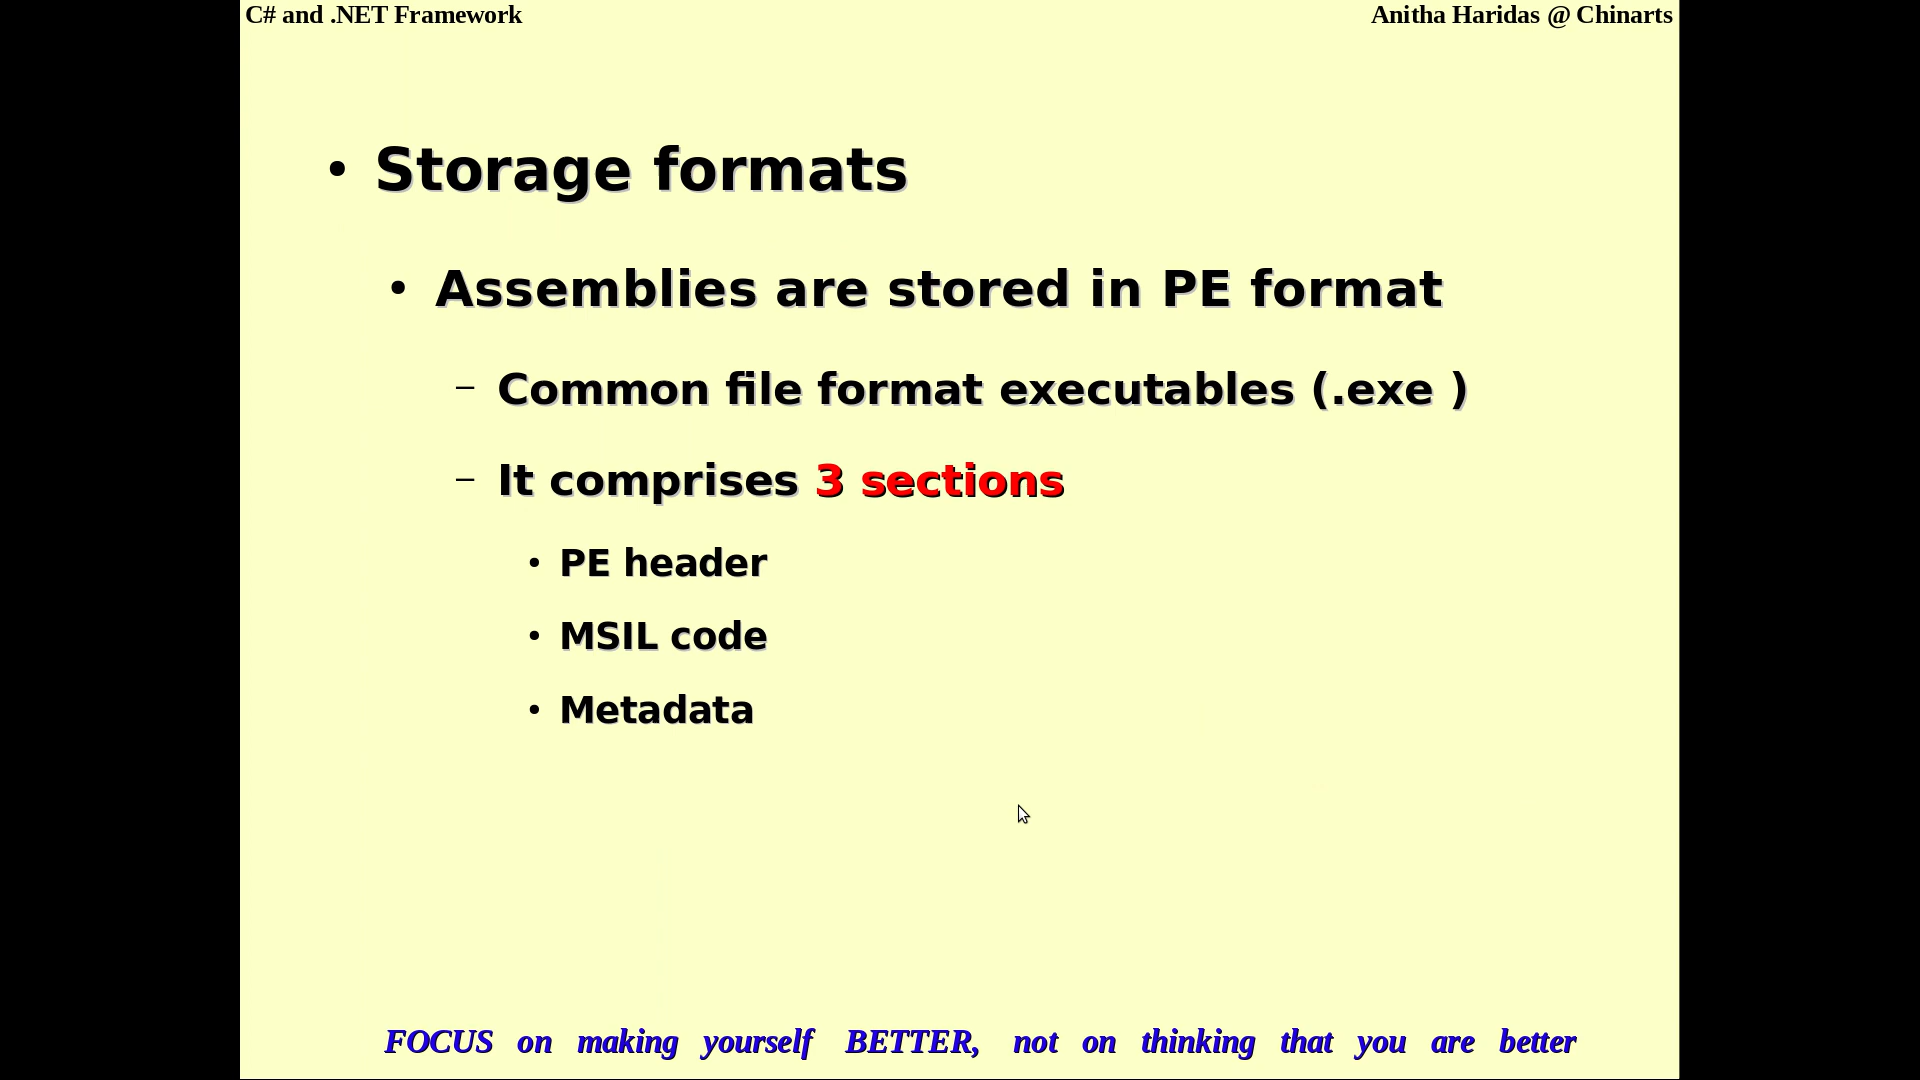 C# and .NET Framework
Anitha Haridas @ Chinarts
• Storage formats
• Assemblies are stored in PE format
– Common file format executables (.exe )
– It comprises 3 sections
• PE header
• MSIL code
• Metadata
FOCUS on making yourself BETTER, not on thinking that you are better